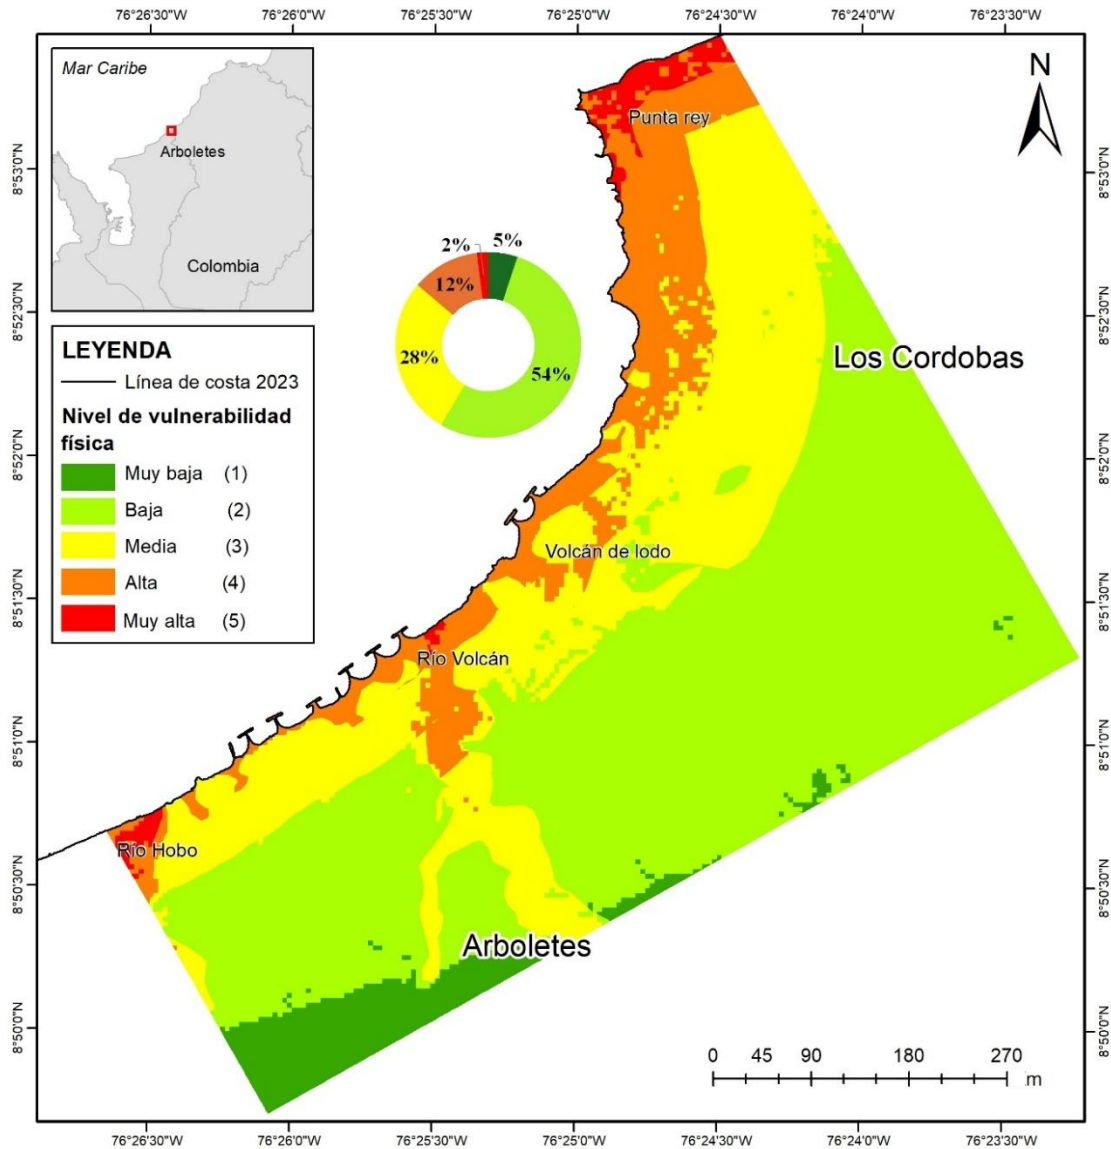 76°26'30"W 76°26'0"W 76°25'30"W 76°25'0"W 76°24'30"W 76°24'0"W 76°23'30"W
Mar Caribe
Arboletes
Colombia
LEYENDA
Línea de costa 2023
Nivel de vulnerabilidad
física
Muy baja (1)
Baja (2)
Media (3)
Alta (4)
Muy alta (5)
2%
5%
12%
28%
54%
N
Punta rey
Los Cordobas
Volcán de lodo
Río Volcán
Río Hobo
Arboletes
0 45 90 180 270
m
8°53'0"N
8°52'30"N
8°52'0"N
8°51'30"N
8°51'0"N
8°50'30"N
8°50'0"N
8°53'0"N
8°52'30"N
8°52'0"N
8°51'30"N
8°51'0"N
8°50'30"N
8°50'0"N
76°26'30"W 76°26'0"W 76°25'30"W 76°25'0"W 76°24'30"W 76°24'0"W 76°23'30"W